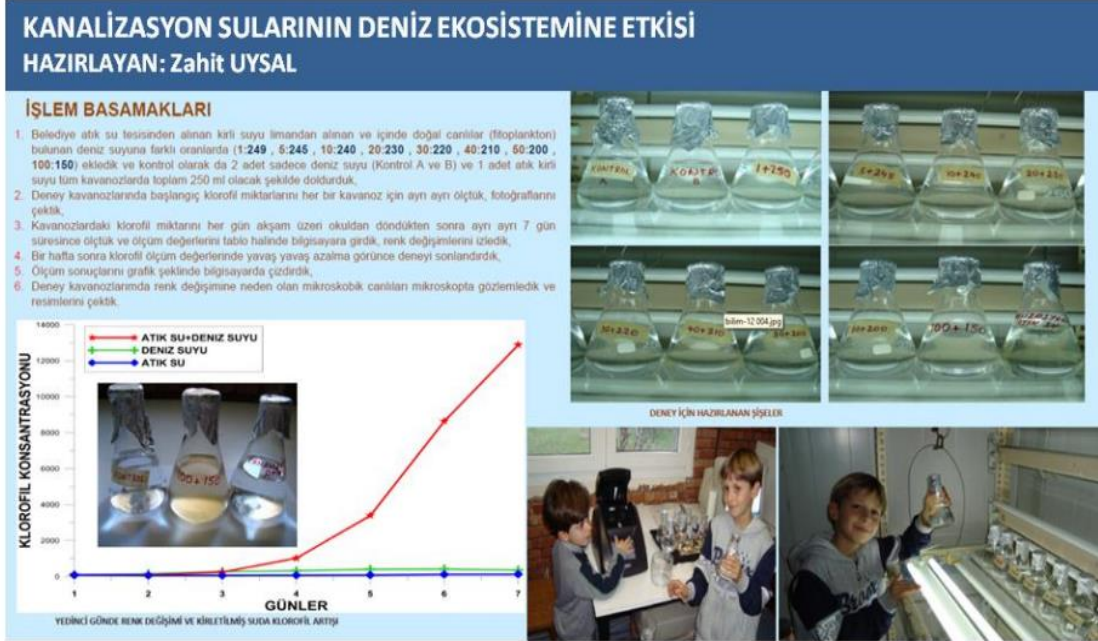 KANALİZASYON SULARININ DENİZ EKOSİSTEMİNE ETKİSİ
HAZIRLAYAN: Zahit UYSAL
İŞLEM BASAMAKLARI
1. Belediye atık su tesisinden alınan kirli suyu limandan alınan ve içinde doğal canlılar (fitoplankton)
bulunan deniz suyuna farklı oranlarda (1:249 , 5:245 , 10:240 , 20:230 , 30:220 , 40:210 , 50:200 ,
100:150) ekledik ve kontrol olarak da 2 adet sadece deniz suyu (Kontrol A ve B) ve 1 adet atık kirli
suyu tüm kavanozlarda toplam 250 ml olacak şekilde doldurduk,
2. Deney kavanozlarında başlangıç klorofil miktarlarını her bir kavanoz için ayrı ayrı ölçtük, fotoğraflarını
çektik,
3. Kavanozlardaki klorofil miktarını her gün akşam üzeri okuldan döndükten sonra ayrı ayrı 7 gün
süresince ölçtük ve ölçüm değerlerini tablo halinde bilgisayara girdik, renk değişimlerini izledik,
4. Bir hafta sonra klorofil ölçüm değerlerinde yavaş yavaş azalma görünce deneyi sonlandırdık,
5. Ölçüm sonuçlarını grafik şeklinde bilgisayarda çizdirdik,
6. Deney kavanozlarımda renk değişimine neden olan mikroskobik canlıları mikroskopta gözlemledik ve
resimlerini çektik.
KONTROL A
KONTR B
1+250
5+245
10+240
20+230
30+220
40+210
bilim-12 004.jpg
50+200
100+150
DENEY İÇİN HAZIRLANAN ŞİŞELER
KLOROFİL KONSANTRASYONU
14000
12000
10000
8000
6000
4000
2000
0
ATIK SU+DENİZ SUYU
DENİZ SUYU
ATIK SU
100+150
1 2 3 4 5 6 7
GÜNLER
YEDİNCİ GÜNDE RENK DEĞİŞİMİ VE KİRLETİLMİŞ SUDA KLOROFİL ARTIŞI